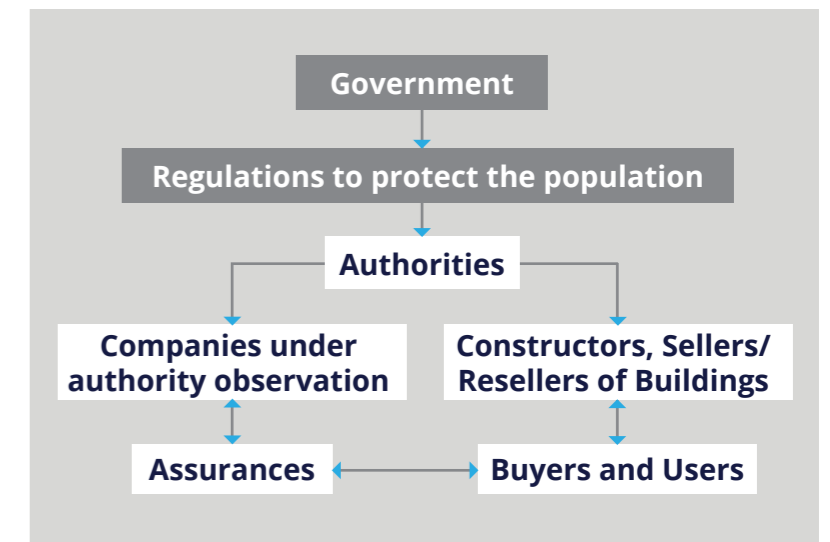 Government
Regulations to protect the population
Authorities
Companies under
authority observation
Constructors, Sellers/
Resellers of Buildings
Assurances
Buyers and Users